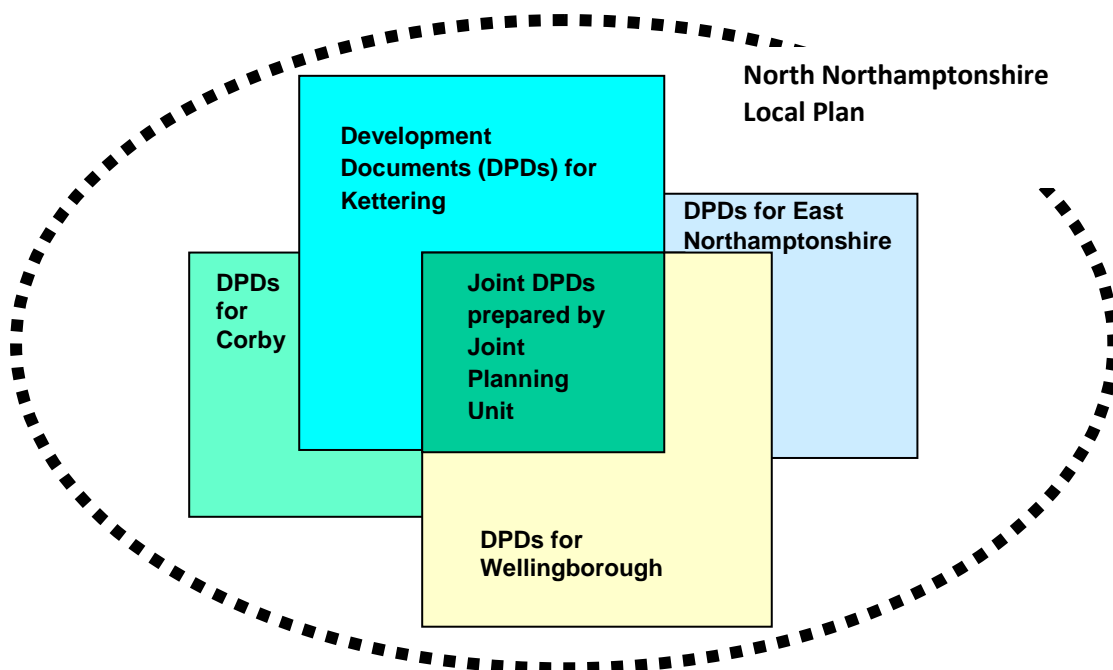 North Northamptonshire
Local Plan
Development
Documents (DPDs) for
Kettering
DPDs for East
Northamptonshire
DPDs
for
Corby
Joint DPDs
prepared by
Joint
Planning
Unit
DPDs for
Wellingborough